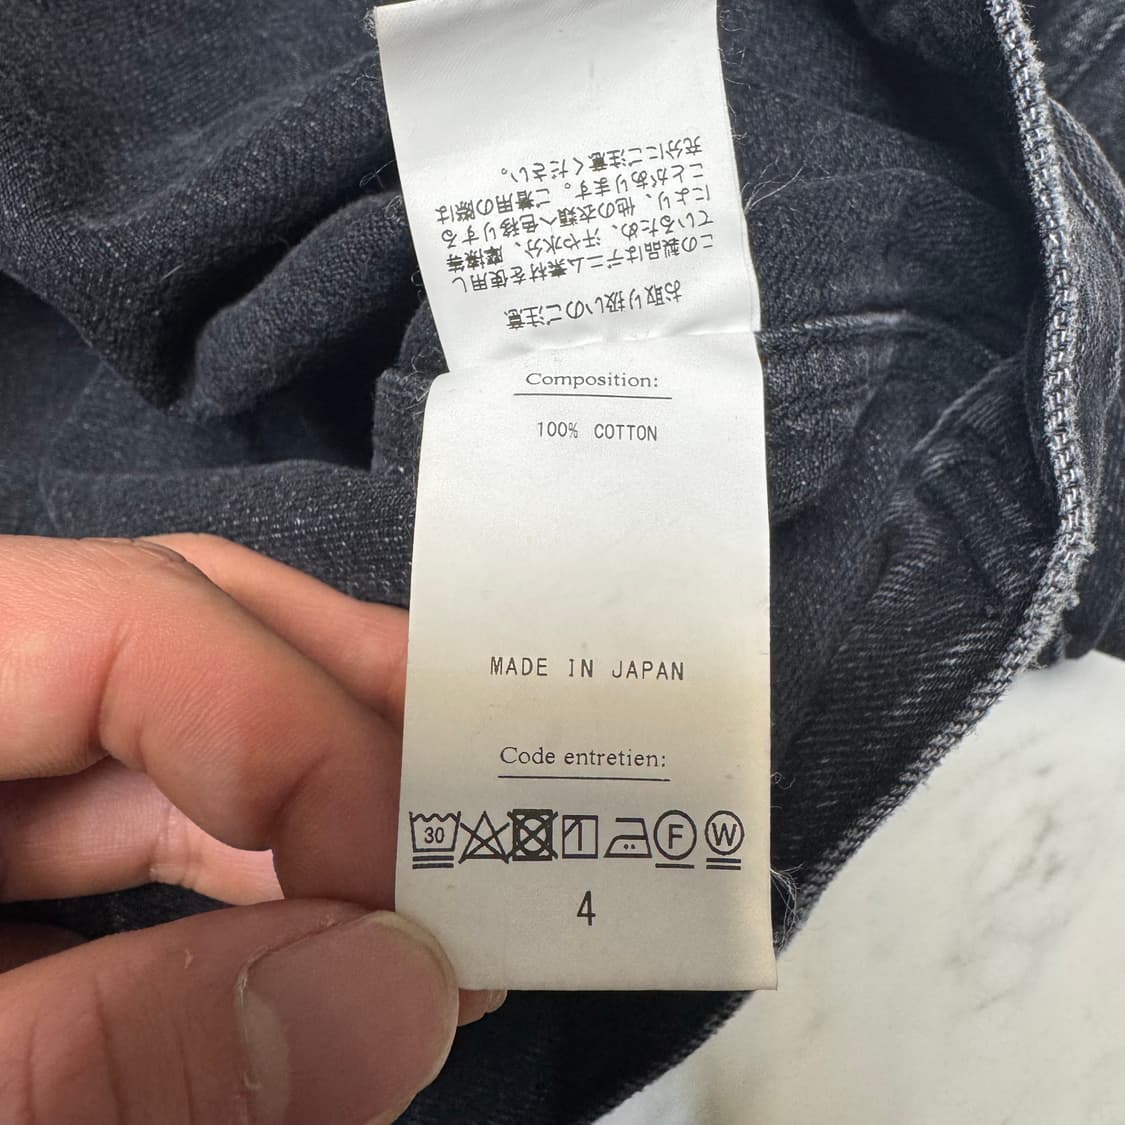 お取り扱いのご注意
この製品はデニム素材を使用し
ているため、汗や水分、摩擦等
により、他の衣類へ色移りする
ことがあります。ご着用の際は
充分にご注意ください。
Composition:
100% COTTON
MADE IN JAPAN
Code entretien:
30 F W
4